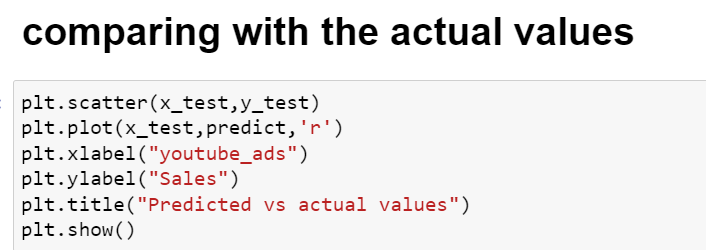 comparing with the actual values
plt.scatter(x_test,y_test)
plt.plot(x_test,predict,'r')
plt.xlabel("youtube_ads")
plt.ylabel("Sales")
plt.title("Predicted vs actual values")
plt.show()